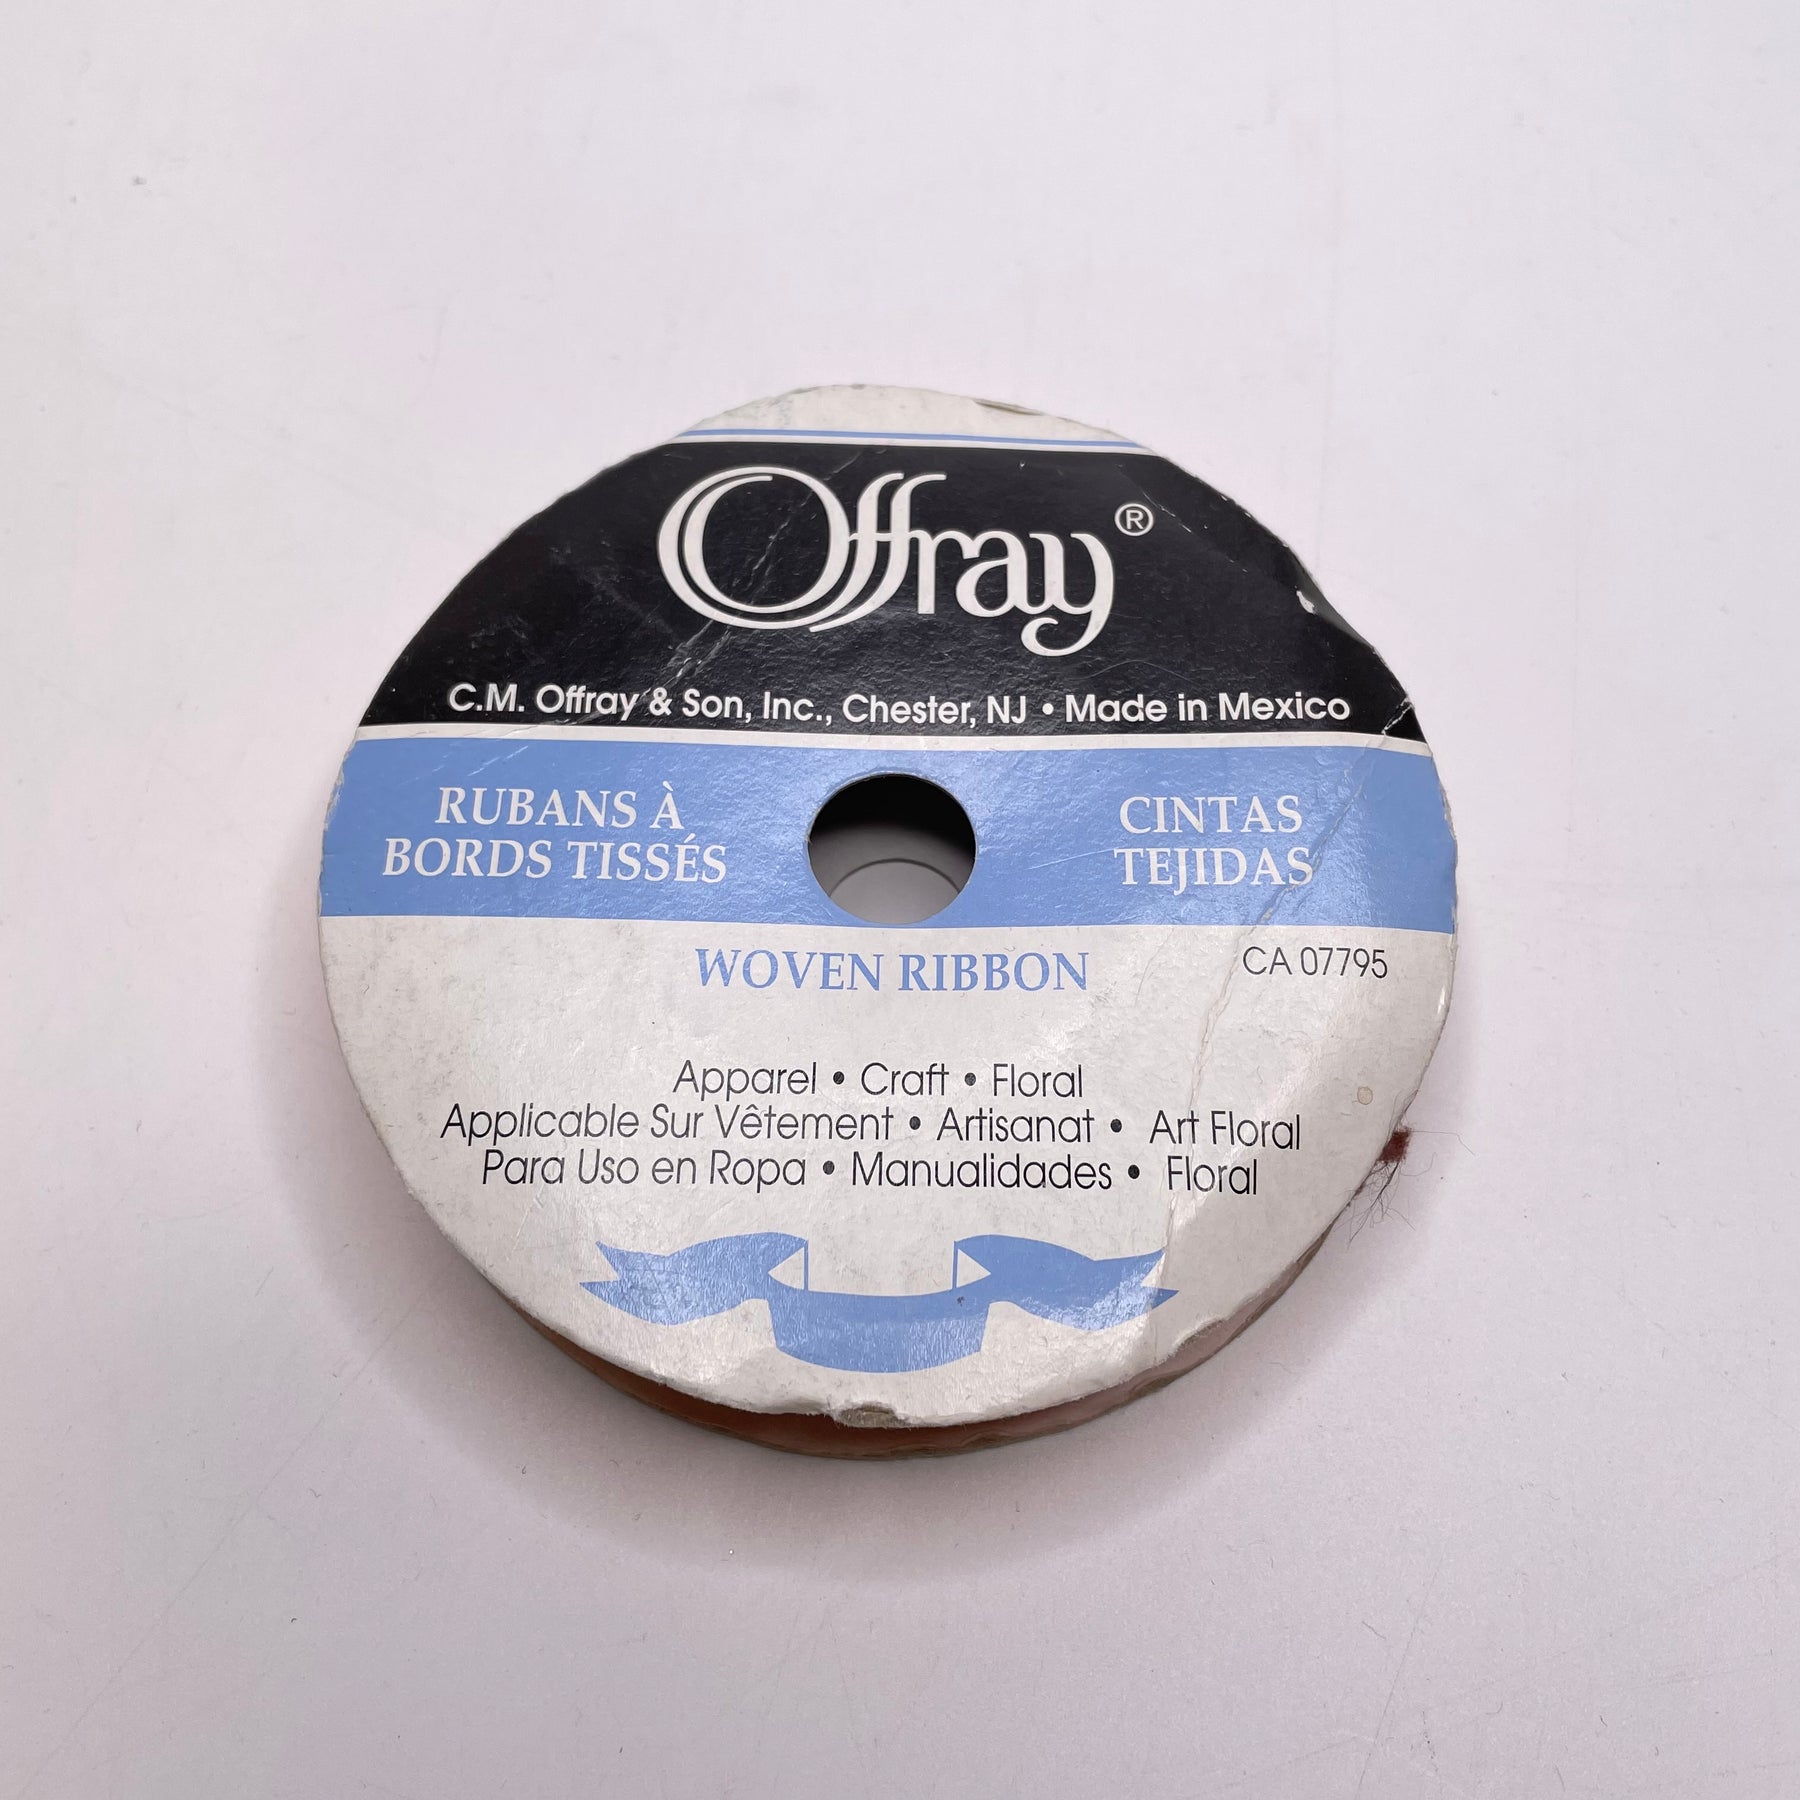 Offray®
C.M. Offray & Son, Inc., Chester, NJ • Made in Mexico
RUBANS À
BORDS TISSÉS
CINTAS
TEJIDAS
WOVEN RIBBON
CA 07795
Apparel • Craft • Floral
Applicable Sur Vêtement • Artisanat • Art Floral
Para Uso en Ropa • Manualidades • Floral